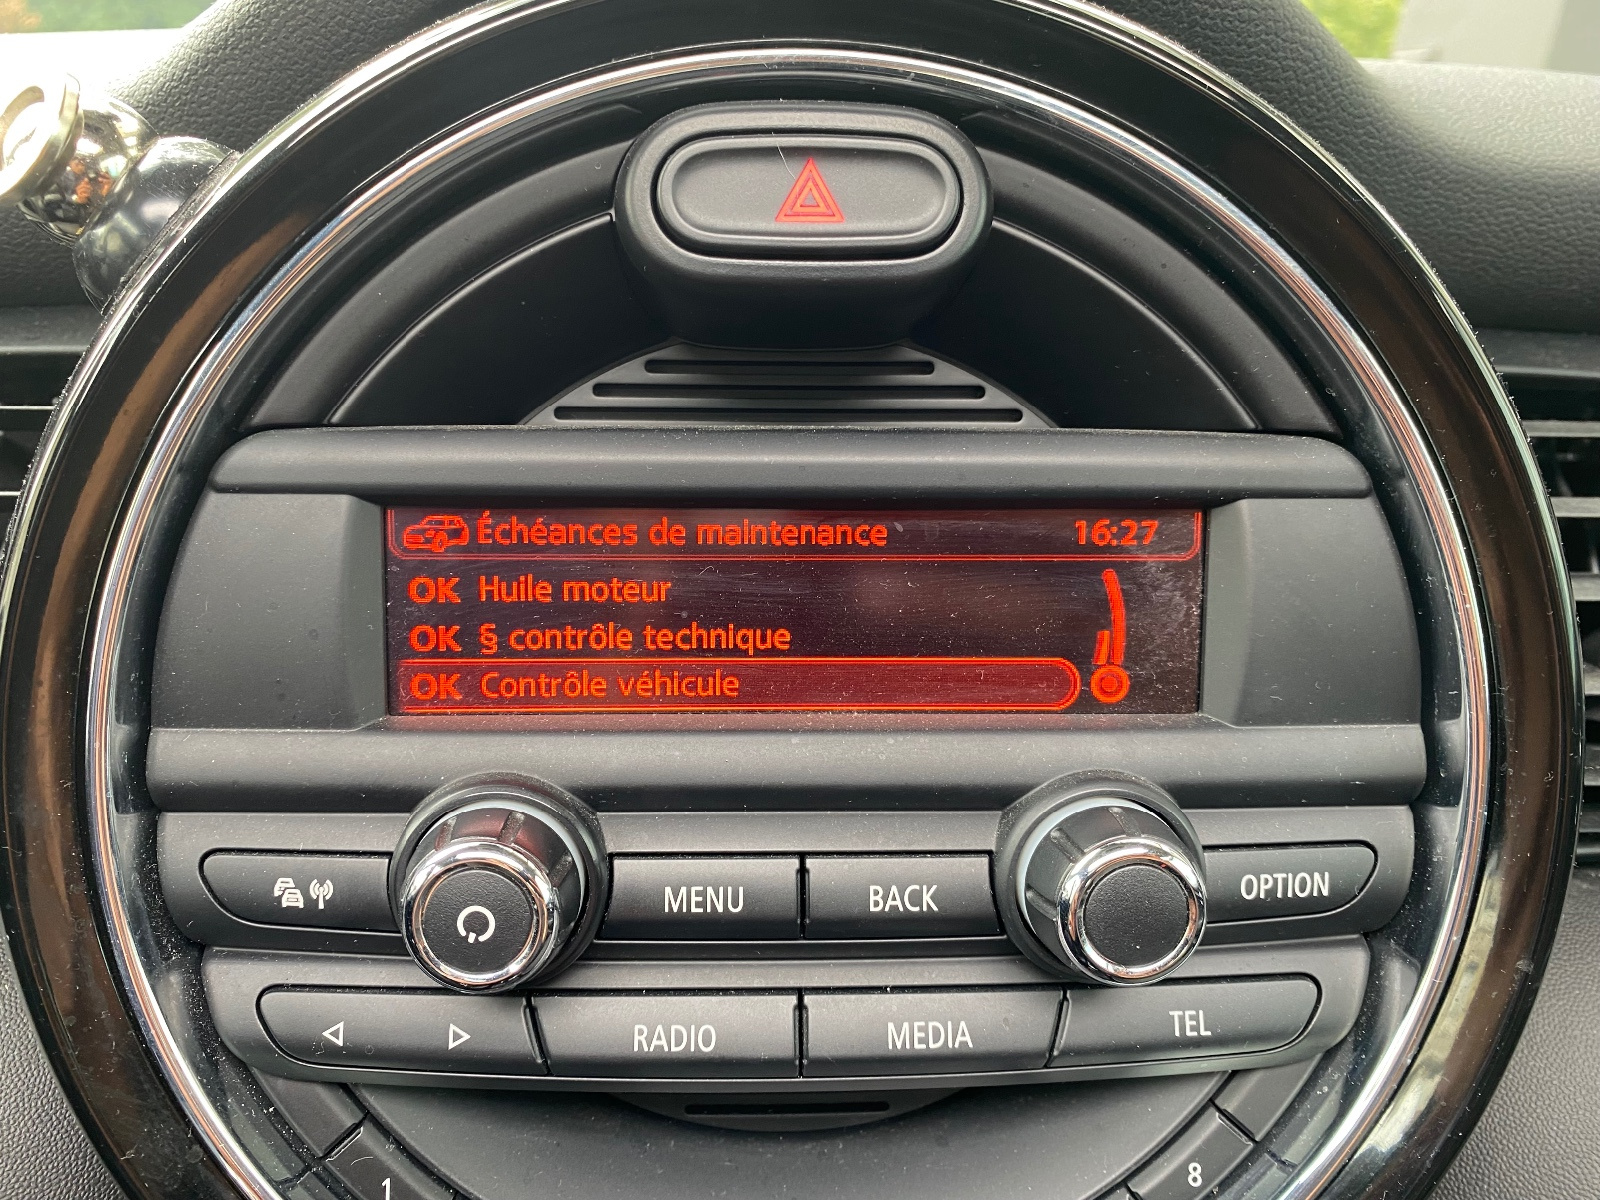 Échéances de maintenance 16:27
OK Huile moteur
OK § contrôle technique
OK Contrôle véhicule
MENU BACK OPTION
RADIO MEDIA TEL
1 8